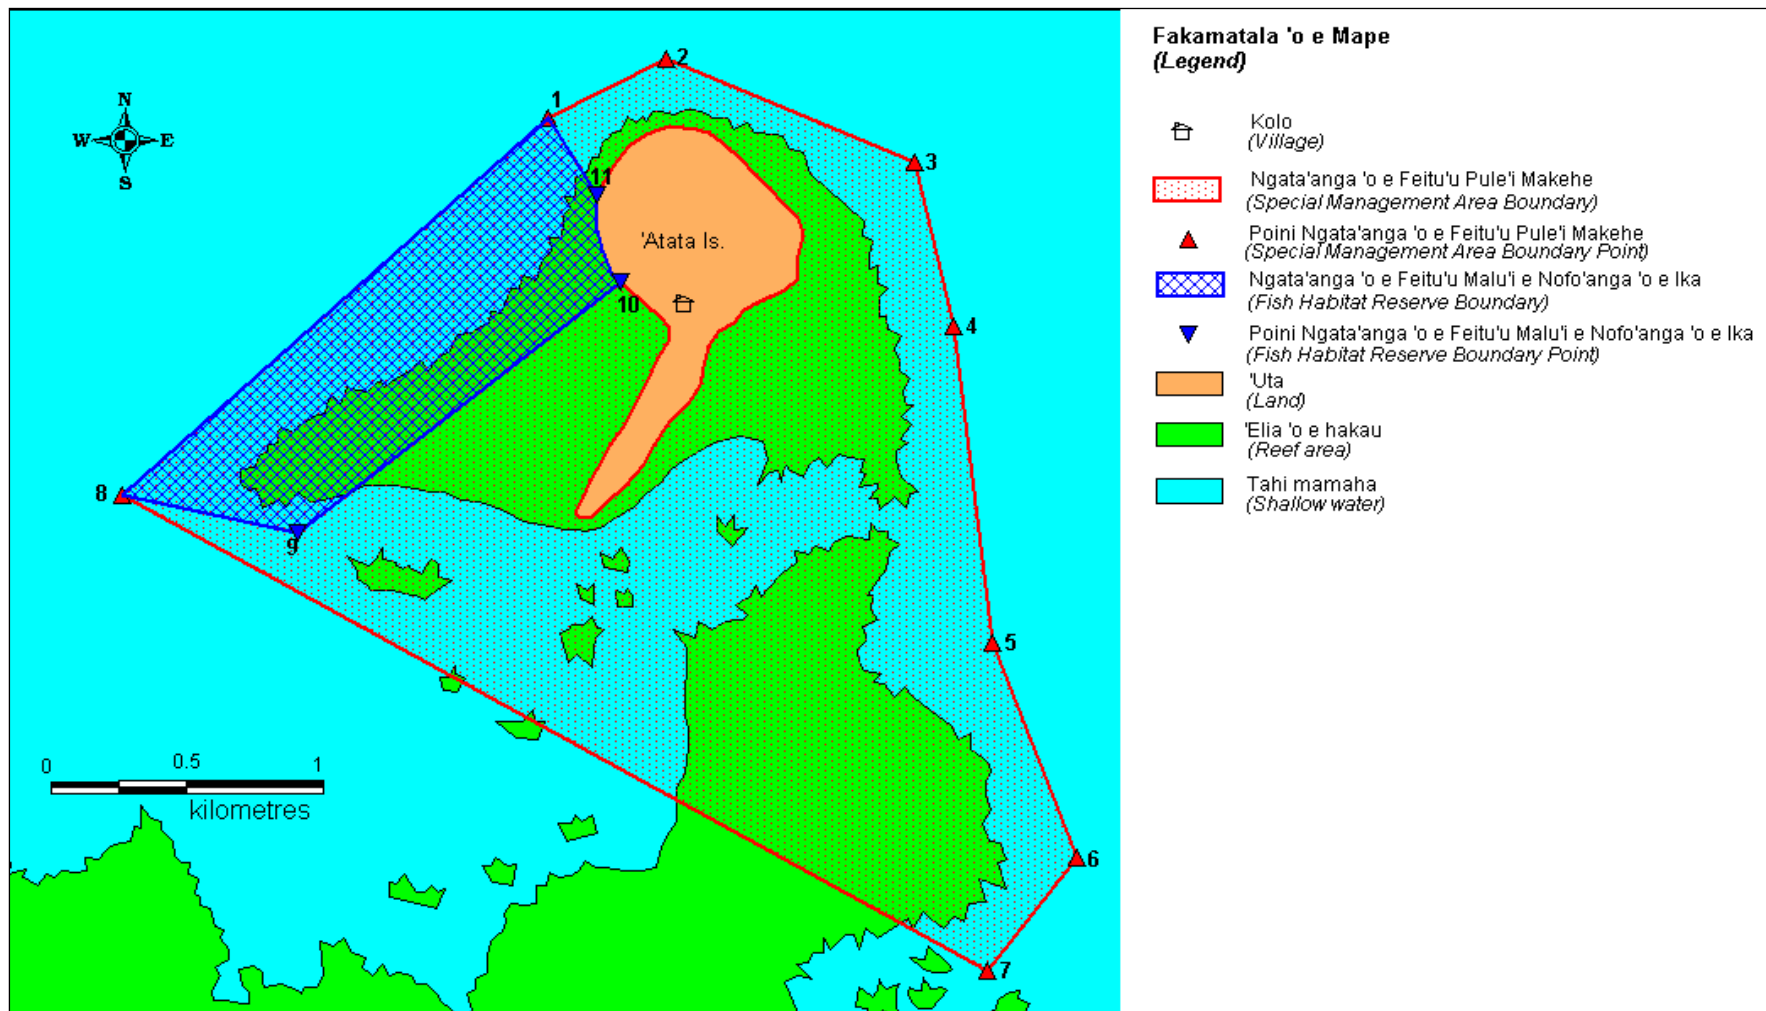 N
W E
S
1
2
3
4
5
6
7
8
9
10
11
'Atata Is.
0 0.5 1
kilometres
Fakamatala 'o e Mape
(Legend)
Kolo
(Village)
Ngata'anga 'o e Feitu'u Pule'i Makehe
(Special Management Area Boundary)
Poini Ngata'anga 'o e Feitu'u Pule'i Makehe
(Special Management Area Boundary Point)
Ngata'anga 'o e Feitu'u Malu'i e Nofo'anga 'o e Ika
(Fish Habitat Reserve Boundary)
Poini Ngata'anga 'o e Feitu'u Malu'i e Nofo'anga 'o e Ika
(Fish Habitat Reserve Boundary Point)
'Uta
(Land)
'Elia 'o e hakau
(Reef area)
Tahi mamaha
(Shallow water)